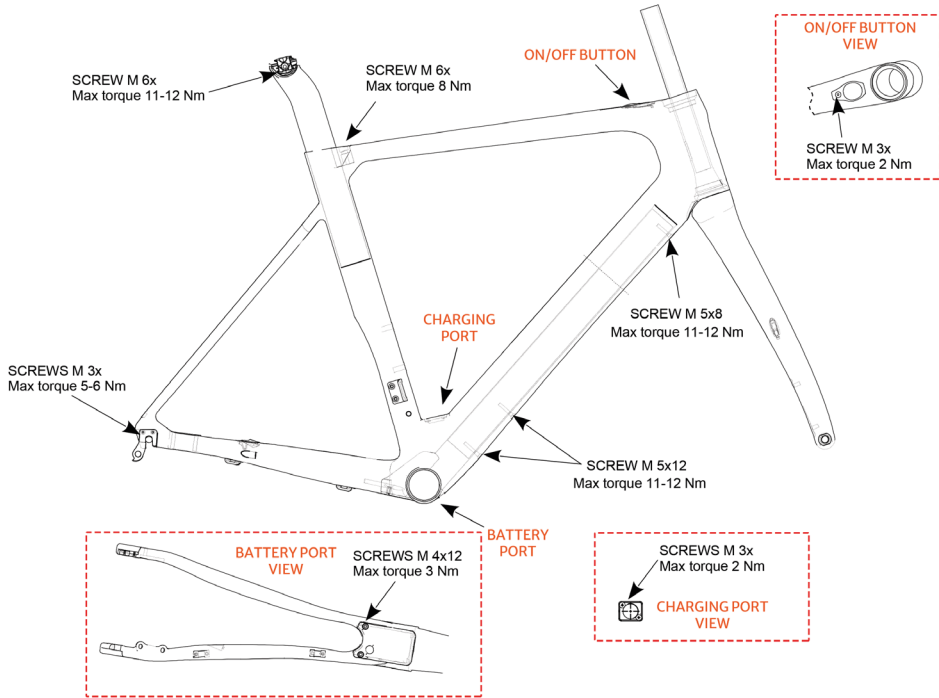 ON/OFF BUTTON
VIEW
SCREW M 3x
Max torque 2 Nm
ON/OFF BUTTON
SCREW M 6x
Max torque 11-12 Nm
SCREW M 6x
Max torque 8 Nm
SCREW M 5x8
Max torque 11-12 Nm
CHARGING
PORT
SCREWS M 3x
Max torque 5-6 Nm
SCREW M 5x12
Max torque 11-12 Nm
BATTERY
PORT
BATTERY PORT
VIEW
SCREWS M 4x12
Max torque 3 Nm
SCREWS M 3x
Max torque 2 Nm
CHARGING PORT
VIEW